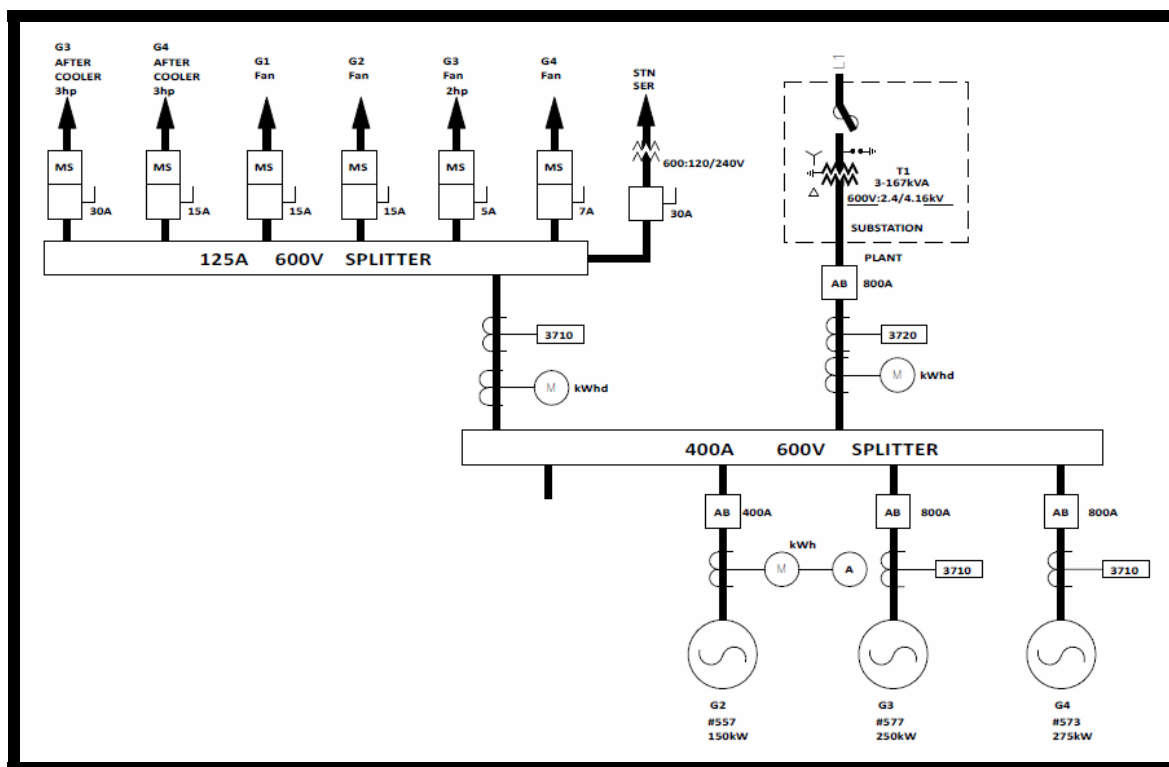 G3
AFTER
COOLER
3hp
G4
AFTER
COOLER
3hp
G1
Fan
G2
Fan
G3
Fan
2hp
G4
Fan
STN
SER
L1
MS
MS
MS
MS
MS
MS
600:120/240V
30A
15A
15A
15A
5A
7A
30A
T1
3-167kVA
600V:2.4/4.16kV
SUBSTATION
PLANT
125A 600V SPLITTER
AB 800A
3710
3720
M kWhd
M kWhd
400A 600V SPLITTER
AB 400A
AB 800A
AB 800A
kWh
M
A
3710
3710
G2
#557
150kW
G3
#577
250kW
G4
#573
275kW